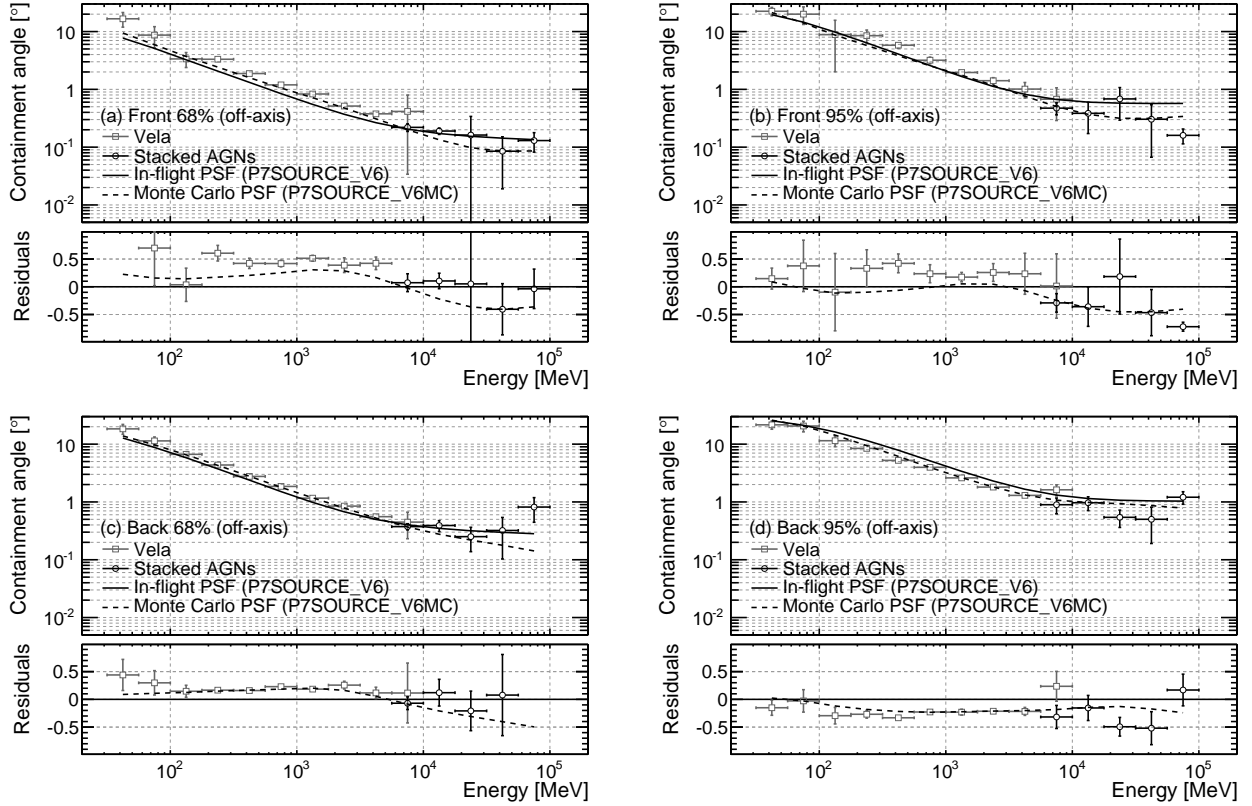 Containment angle [°]
10
1
10^-1
10^-2
(a) Front 68% (off-axis)
Vela
Stacked AGNs
In-flight PSF (P7SOURCE_V6)
Monte Carlo PSF (P7SOURCE_V6MC)
Residuals
0.5
0
-0.5
10^2 10^3 10^4 10^5
Energy [MeV]
Containment angle [°]
10
1
10^-1
10^-2
(b) Front 95% (off-axis)
Vela
Stacked AGNs
In-flight PSF (P7SOURCE_V6)
Monte Carlo PSF (P7SOURCE_V6MC)
Residuals
0.5
0
-0.5
10^2 10^3 10^4 10^5
Energy [MeV]
Containment angle [°]
10
1
10^-1
10^-2
(c) Back 68% (off-axis)
Vela
Stacked AGNs
In-flight PSF (P7SOURCE_V6)
Monte Carlo PSF (P7SOURCE_V6MC)
Residuals
0.5
0
-0.5
10^2 10^3 10^4 10^5
Energy [MeV]
Containment angle [°]
10
1
10^-1
10^-2
(d) Back 95% (off-axis)
Vela
Stacked AGNs
In-flight PSF (P7SOURCE_V6)
Monte Carlo PSF (P7SOURCE_V6MC)
Residuals
0.5
0
-0.5
10^2 10^3 10^4 10^5
Energy [MeV]